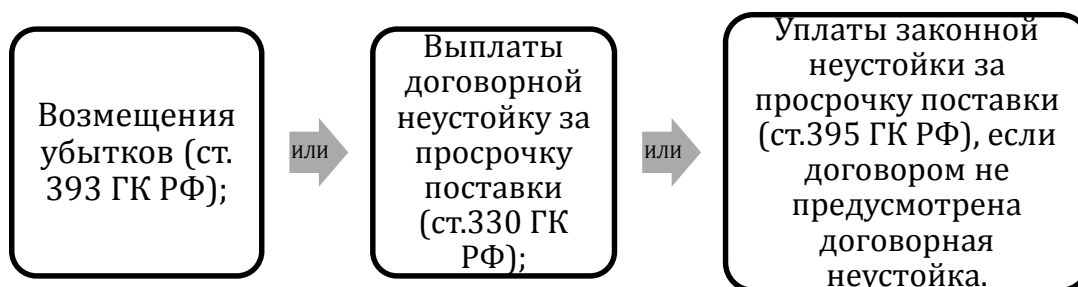 Возмещения
убытков (ст.
393 ГК РФ);
или
Выплаты
договорной
неустойку за
просрочку
поставки
(ст.330 ГК
РФ);
или
Уплаты законной
неустойки за
просрочку поставки
(ст.395 ГК РФ), если
договором не
предусмотрена
договорная
неустойка.